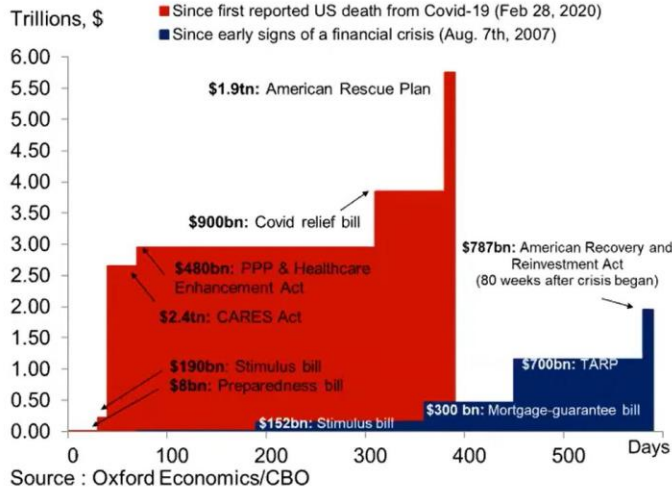 Trillions, $
Since first reported US death from Covid-19 (Feb 28, 2020)
Since early signs of a financial crisis (Aug. 7th, 2007)
6.00
5.50
5.00
4.50
4.00
3.50
3.00
2.50
2.00
1.50
1.00
0.50
0.00
$1.9tn: American Rescue Plan
$900bn: Covid relief bill
$480bn: PPP & Healthcare
Enhancement Act
$2.4tn: CARES Act
$190bn: Stimulus bill
$8bn: Preparedness bill
$787bn: American Recovery and
Reinvestment Act
(80 weeks after crisis began)
$700bn: TARP
$300 bn: Mortgage-guarantee bill
$152bn: Stimulus bill
0 100 200 300 400 500 Days
Source : Oxford Economics/CBO